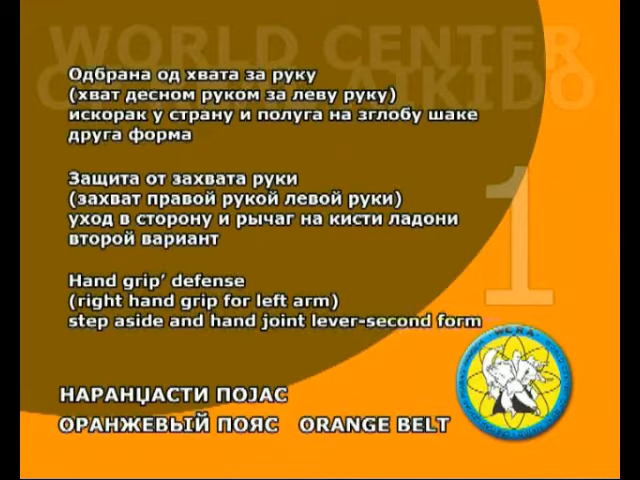 WORLD CENTER
AIKIDO
Одбрана од хвата за руку
(хват десном руком за леву руку)
искорак у страну и полуга на зглобу шаке
друга форма
Защита от захвата руки
(захват правой рукой левой руки)
уход в сторону и рычаг на кисти ладони
второй вариант
Hand grip’ defense
(right hand grip for left arm)
step aside and hand joint lever-second form
1
W.C.R.A.
НАРАНЏАСТИ ПОЈАС
ОРАНЖЕВЫЙ ПОЯС ORANGE BELT